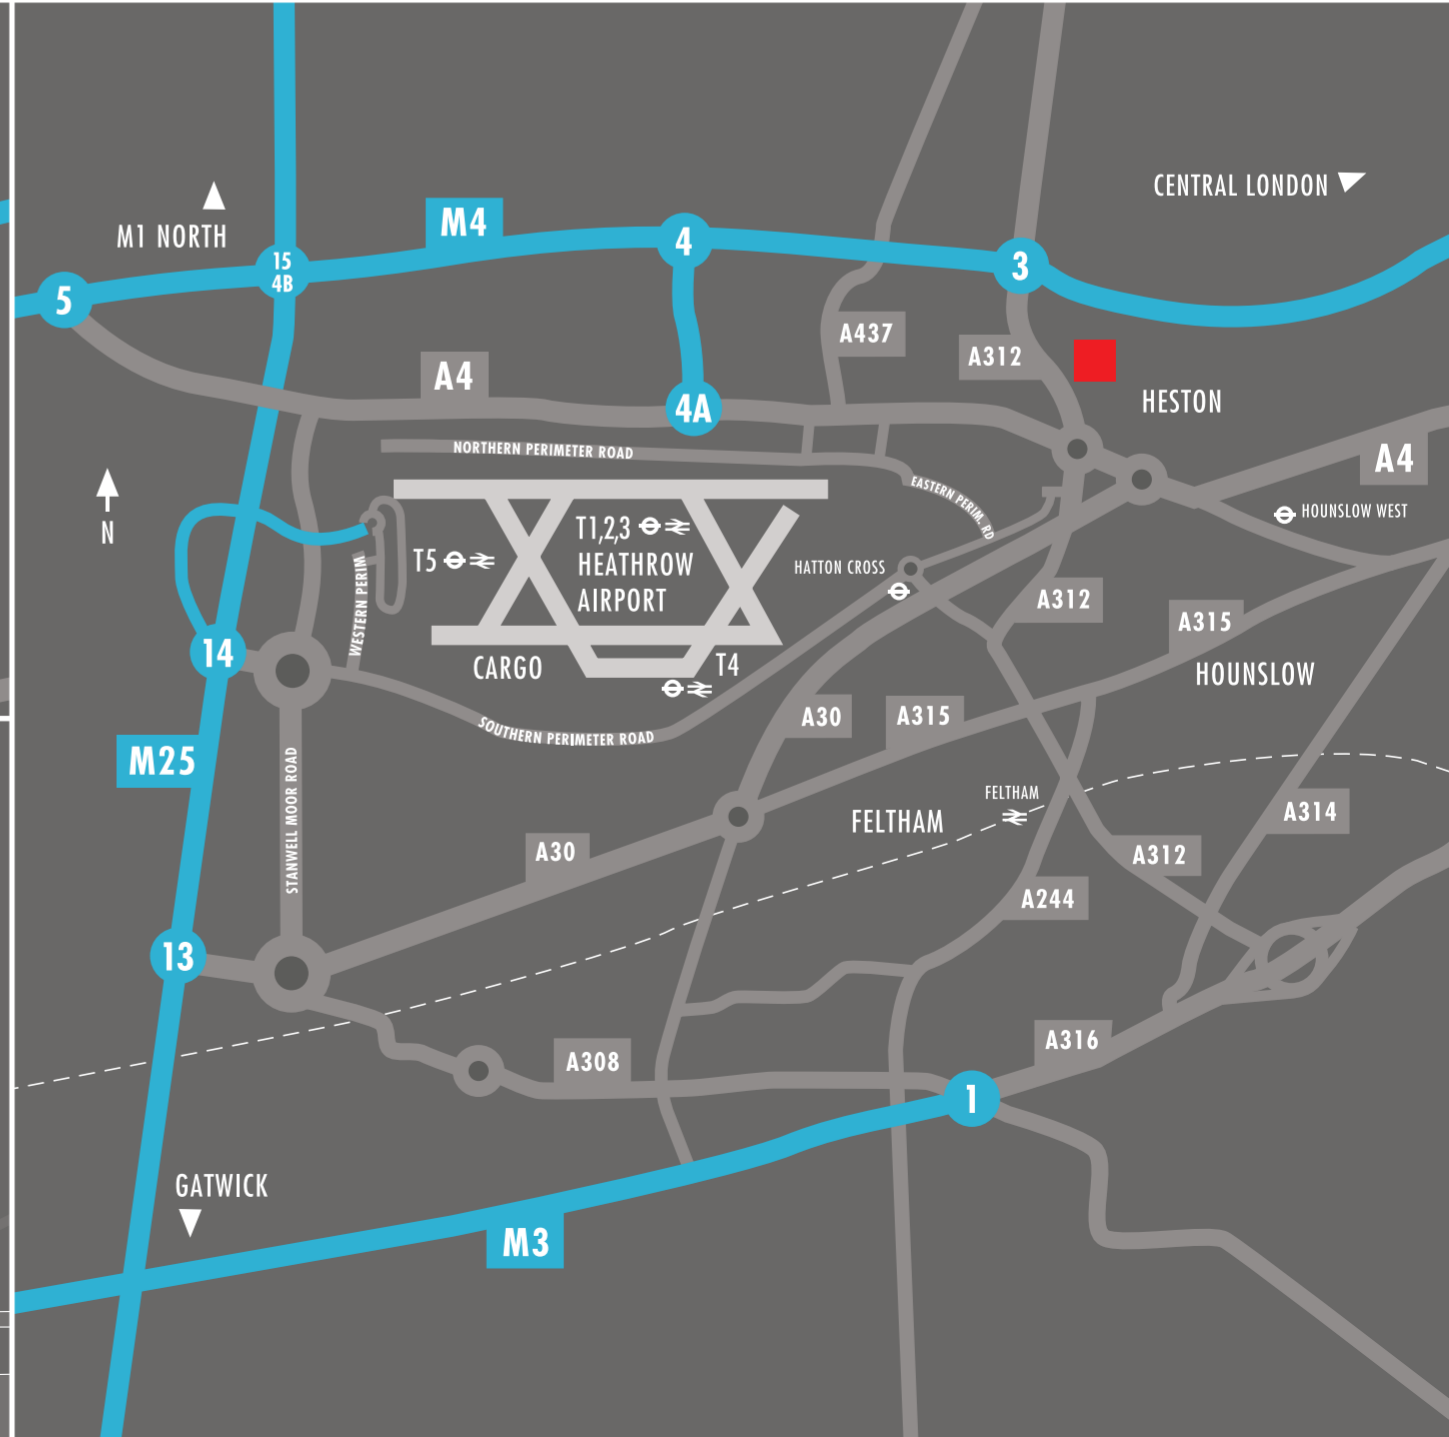 CENTRAL LONDON
M1 NORTH
M4
4
15
4B
3
5
A437
A312
A4
HESTON
4A
NORTHERN PERIMETER ROAD
A4
EASTERN PERIM. RD
HOUNSLOW WEST
N
T1,2,3
HEATHROW
AIRPORT
T5
HATTON CROSS
WESTERN PERIM
A312
A315
14
CARGO
T4
HOUNSLOW
A30
A315
SOUTHERN PERIMETER ROAD
M25
STANWELL MOOR ROAD
FELTHAM
FELTHAM
A314
A30
A312
A244
13
A316
A308
1
GATWICK
M3